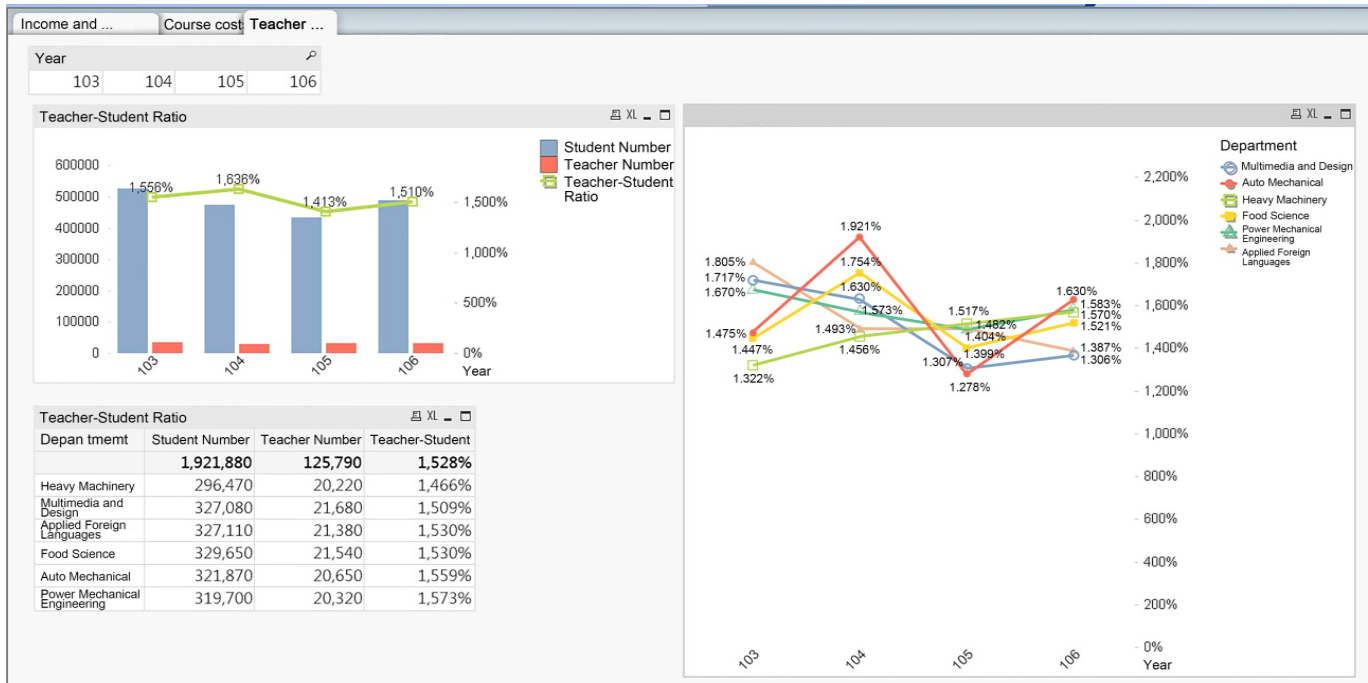 Income and ...
Course cost
Teacher ...
Year
103 104 105 106
Teacher-Student Ratio
XL
Student Number
Teacher Number
Teacher-Student
Ratio
600000
500000
400000
300000
200000
100000
0
1,556%
1,636%
1,413%
1,510%
1,500%
1,000%
500%
0%
103 104 105 106
Year
Teacher-Student Ratio
XL
Depan tmemt Student Number Teacher Number Teacher-Student
1,921,880 125,790 1,528%
Heavy Machinery 296,470 20,220 1,466%
Multimedia and
Design 327,080 21,680 1,509%
Applied Foreign
Languages 327,110 21,380 1,530%
Food Science 329,650 21,540 1,530%
Auto Mechanical 321,870 20,650 1,559%
Power Mechanical
Engineering 319,700 20,320 1,573%
XL
Department
Multimedia and Design
Auto Mechanical
Heavy Machinery
Food Science
Power Mechanical
Engineering
Applied Foreign
Languages
2,200%
2,000%
1,800%
1,600%
1,400%
1,200%
1,000%
800%
600%
400%
200%
0%
1.805%
1.717%
1.670%
1.475%
1.447%
1.322%
1.921%
1.754%
1.630%
1.573%
1.493%
1.456%
1.517%
1.482%
1.404%
1.399%
1.307%
1.278%
1.630%
1.583%
1.570%
1.521%
1.387%
1.306%
103 104 105 106
Year